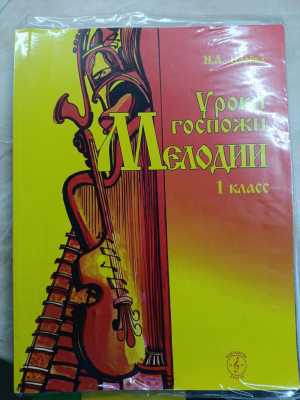 Уроки
госпожи
Мелодии
1 класс